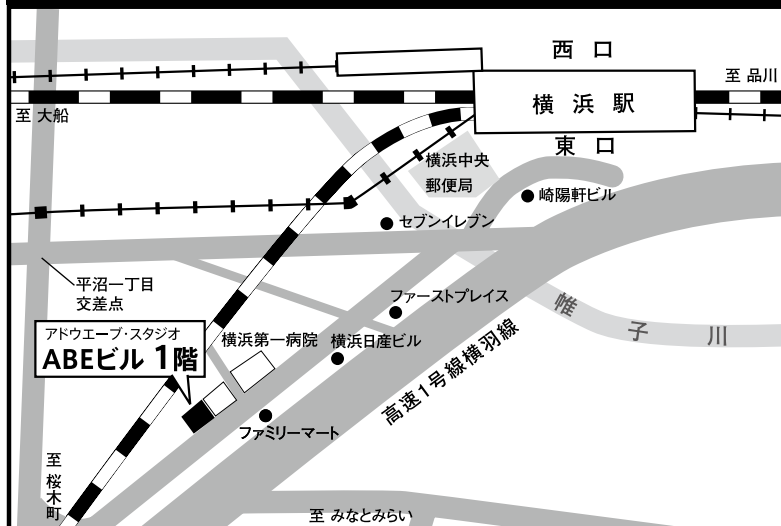 西口
至 品川
横浜駅
至 大船
東口
横浜中央
郵便局
崎陽軒ビル
セブンイレブン
平沼一丁目
交差点
ファーストプレイス
帷子川
アドウエーブ・スタジオ
ABEビル 1階
横浜第一病院
横浜日産ビル
高速1号線横羽線
ファミリーマート
至 桜木町
至 みなとみらい